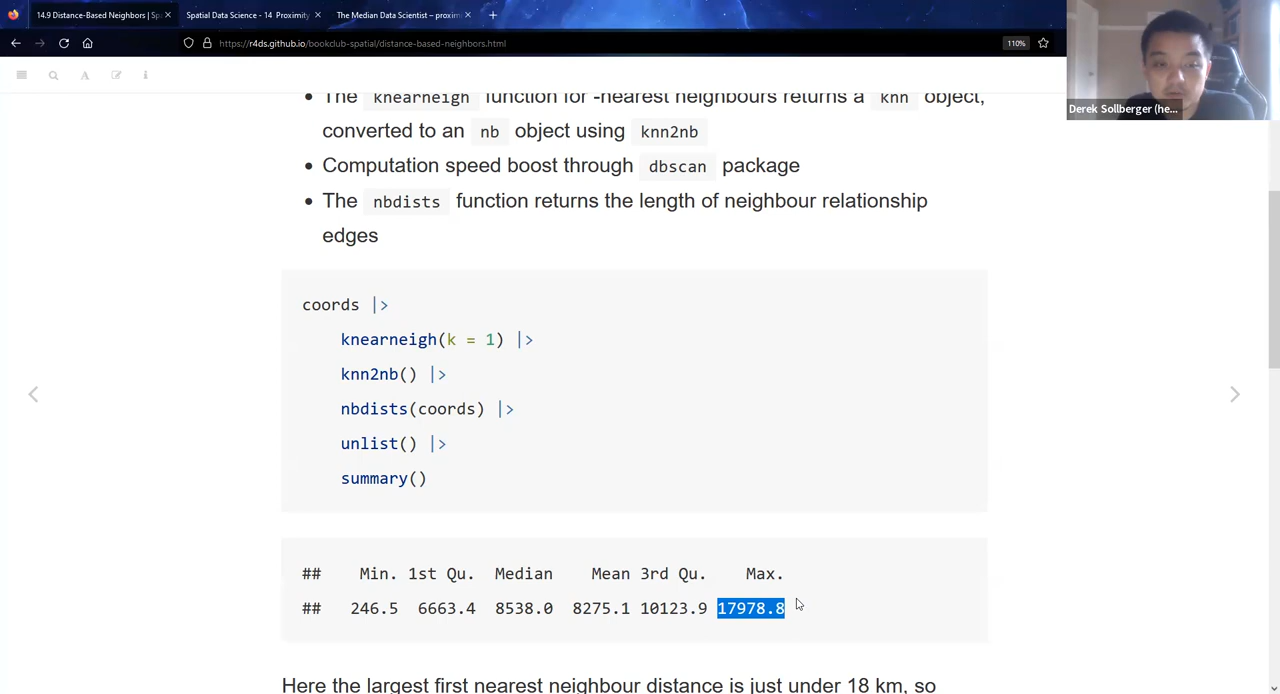 14.9 Distance-Based Neighbors | Spa
Spatial Data Science - 14 Proximity
The Median Data Scientist – proxim
https://r4ds.github.io/bookclub-spatial/distance-based-neighbors.html
110%
Derek Sollberger (he...
The knearneigh function for -nearest neighbours returns a knn object,
converted to an nb object using knn2nb
Computation speed boost through dbscan package
The nbdists function returns the length of neighbour relationship
edges
coords |>
knearneigh(k = 1) |>
knn2nb() |>
nbdists(coords) |>
unlist() |>
summary()
## Min. 1st Qu. Median Mean 3rd Qu. Max.
## 246.5 6663.4 8538.0 8275.1 10123.9 17978.8
Here the largest first nearest neighbour distance is just under 18 km, so